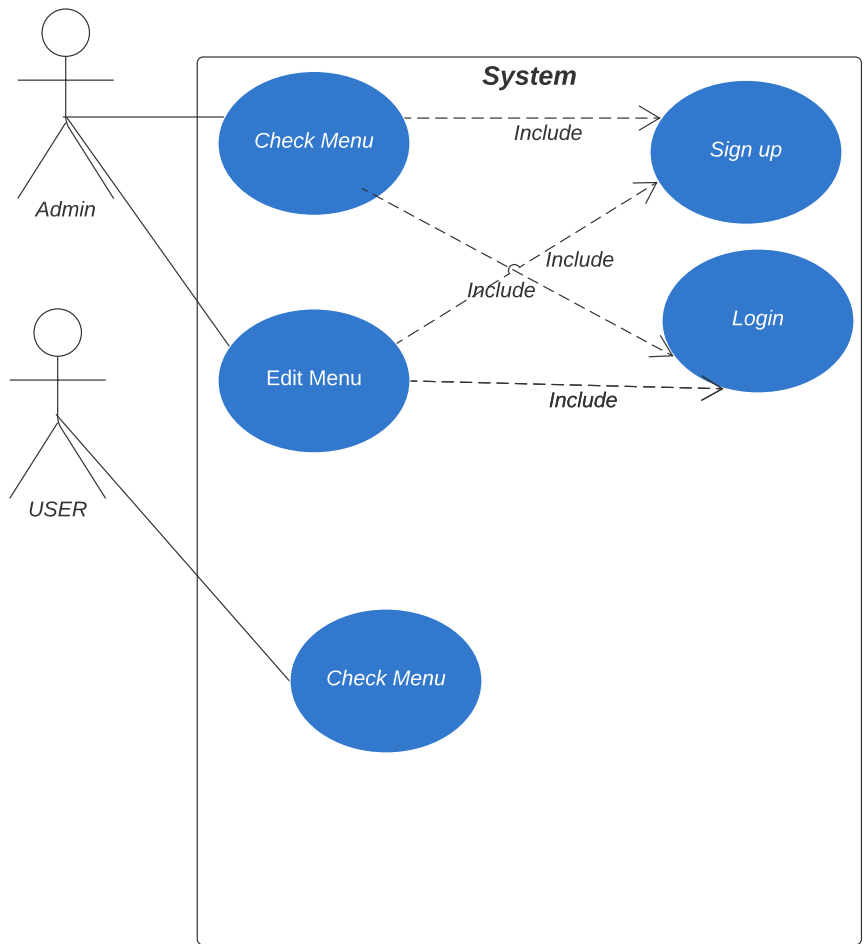 System
Check Menu
Include
Sign up
Admin
Include
Include
Login
Edit Menu
Include
USER
Check Menu